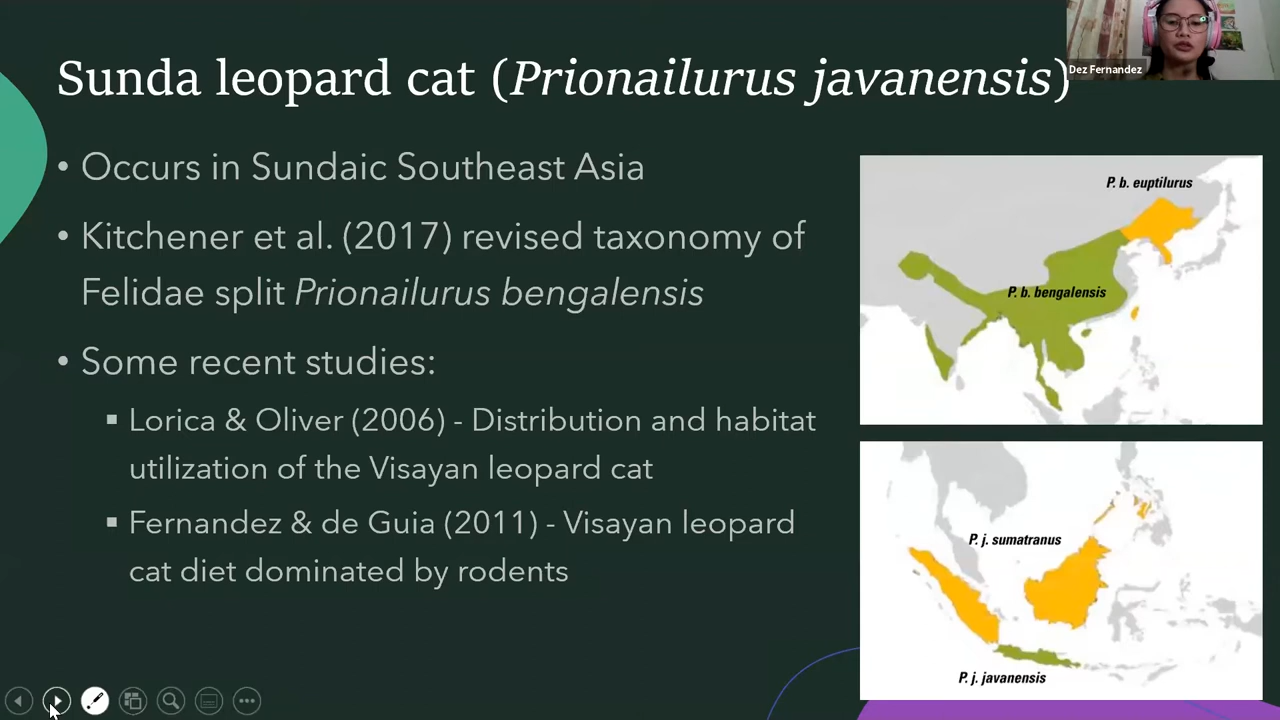 Sunda leopard cat (Prionailurus javanensis)
Dez Fernandez
• Occurs in Sundaic Southeast Asia
• Kitchener et al. (2017) revised taxonomy of
Felidae split Prionailurus bengalensis
• Some recent studies:
▪ Lorica & Oliver (2006) - Distribution and habitat
utilization of the Visayan leopard cat
▪ Fernandez & de Guia (2011) - Visayan leopard
cat diet dominated by rodents
P. b. euptilurus
P. b. bengalensis
P. j. sumatranus
P. j. javanensis